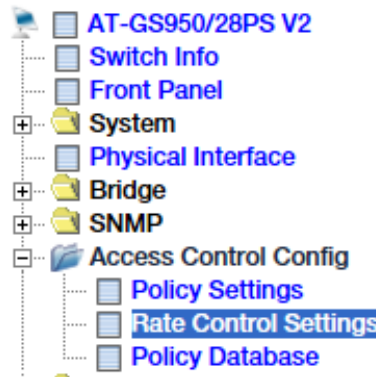 AT-GS950/28PS V2
Switch Info
Front Panel
System
Physical Interface
Bridge
SNMP
Access Control Config
Policy Settings
Rate Control Settings
Policy Database